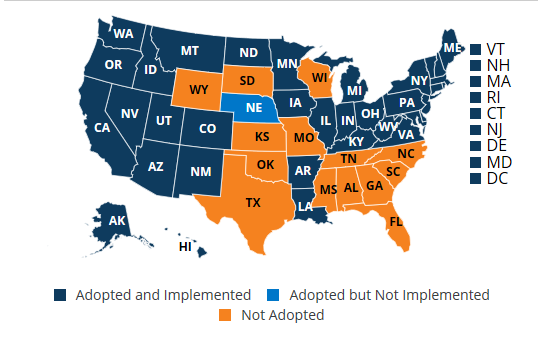 WA
MT
ND
ME
VT
OR
ID
MN
NH
SD
WI
NY
MA
WY
MI
RI
NE
IA
PA
CT
NV
UT
IL
IN
OH
NJ
CA
CO
WV
VA
DE
KS
MO
KY
MD
AZ
NM
OK
AR
TN
NC
DC
SC
TX
MS
AL
GA
LA
AK
FL
HI
Adopted and Implemented
Adopted but Not Implemented
Not Adopted